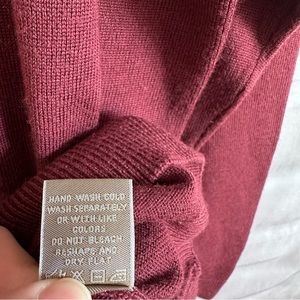 HAND WASH COLD
WASH SEPARATELY
OR WITH LIKE
COLORS
DO NOT BLEACH
RESHAPE AND
DRY FLAT